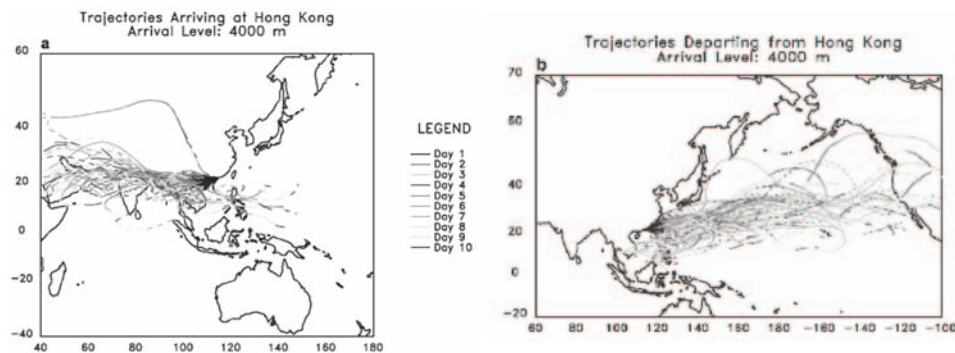 Trajectories Arriving at Hong Kong
Arrival Level: 4000 m
a
60
40
20
0
−20
−40
40 60 80 100 120 140 160 180
LEGEND
Day 1
Day 2
Day 3
Day 4
Day 5
Day 6
Day 7
Day 8
Day 9
Day 10
Trajectories Departing from Hong Kong
Arrival Level: 4000 m
b
70
50
40
20
0
−20
60 80 100 120 140 160 180 −160 −140 −120 −100